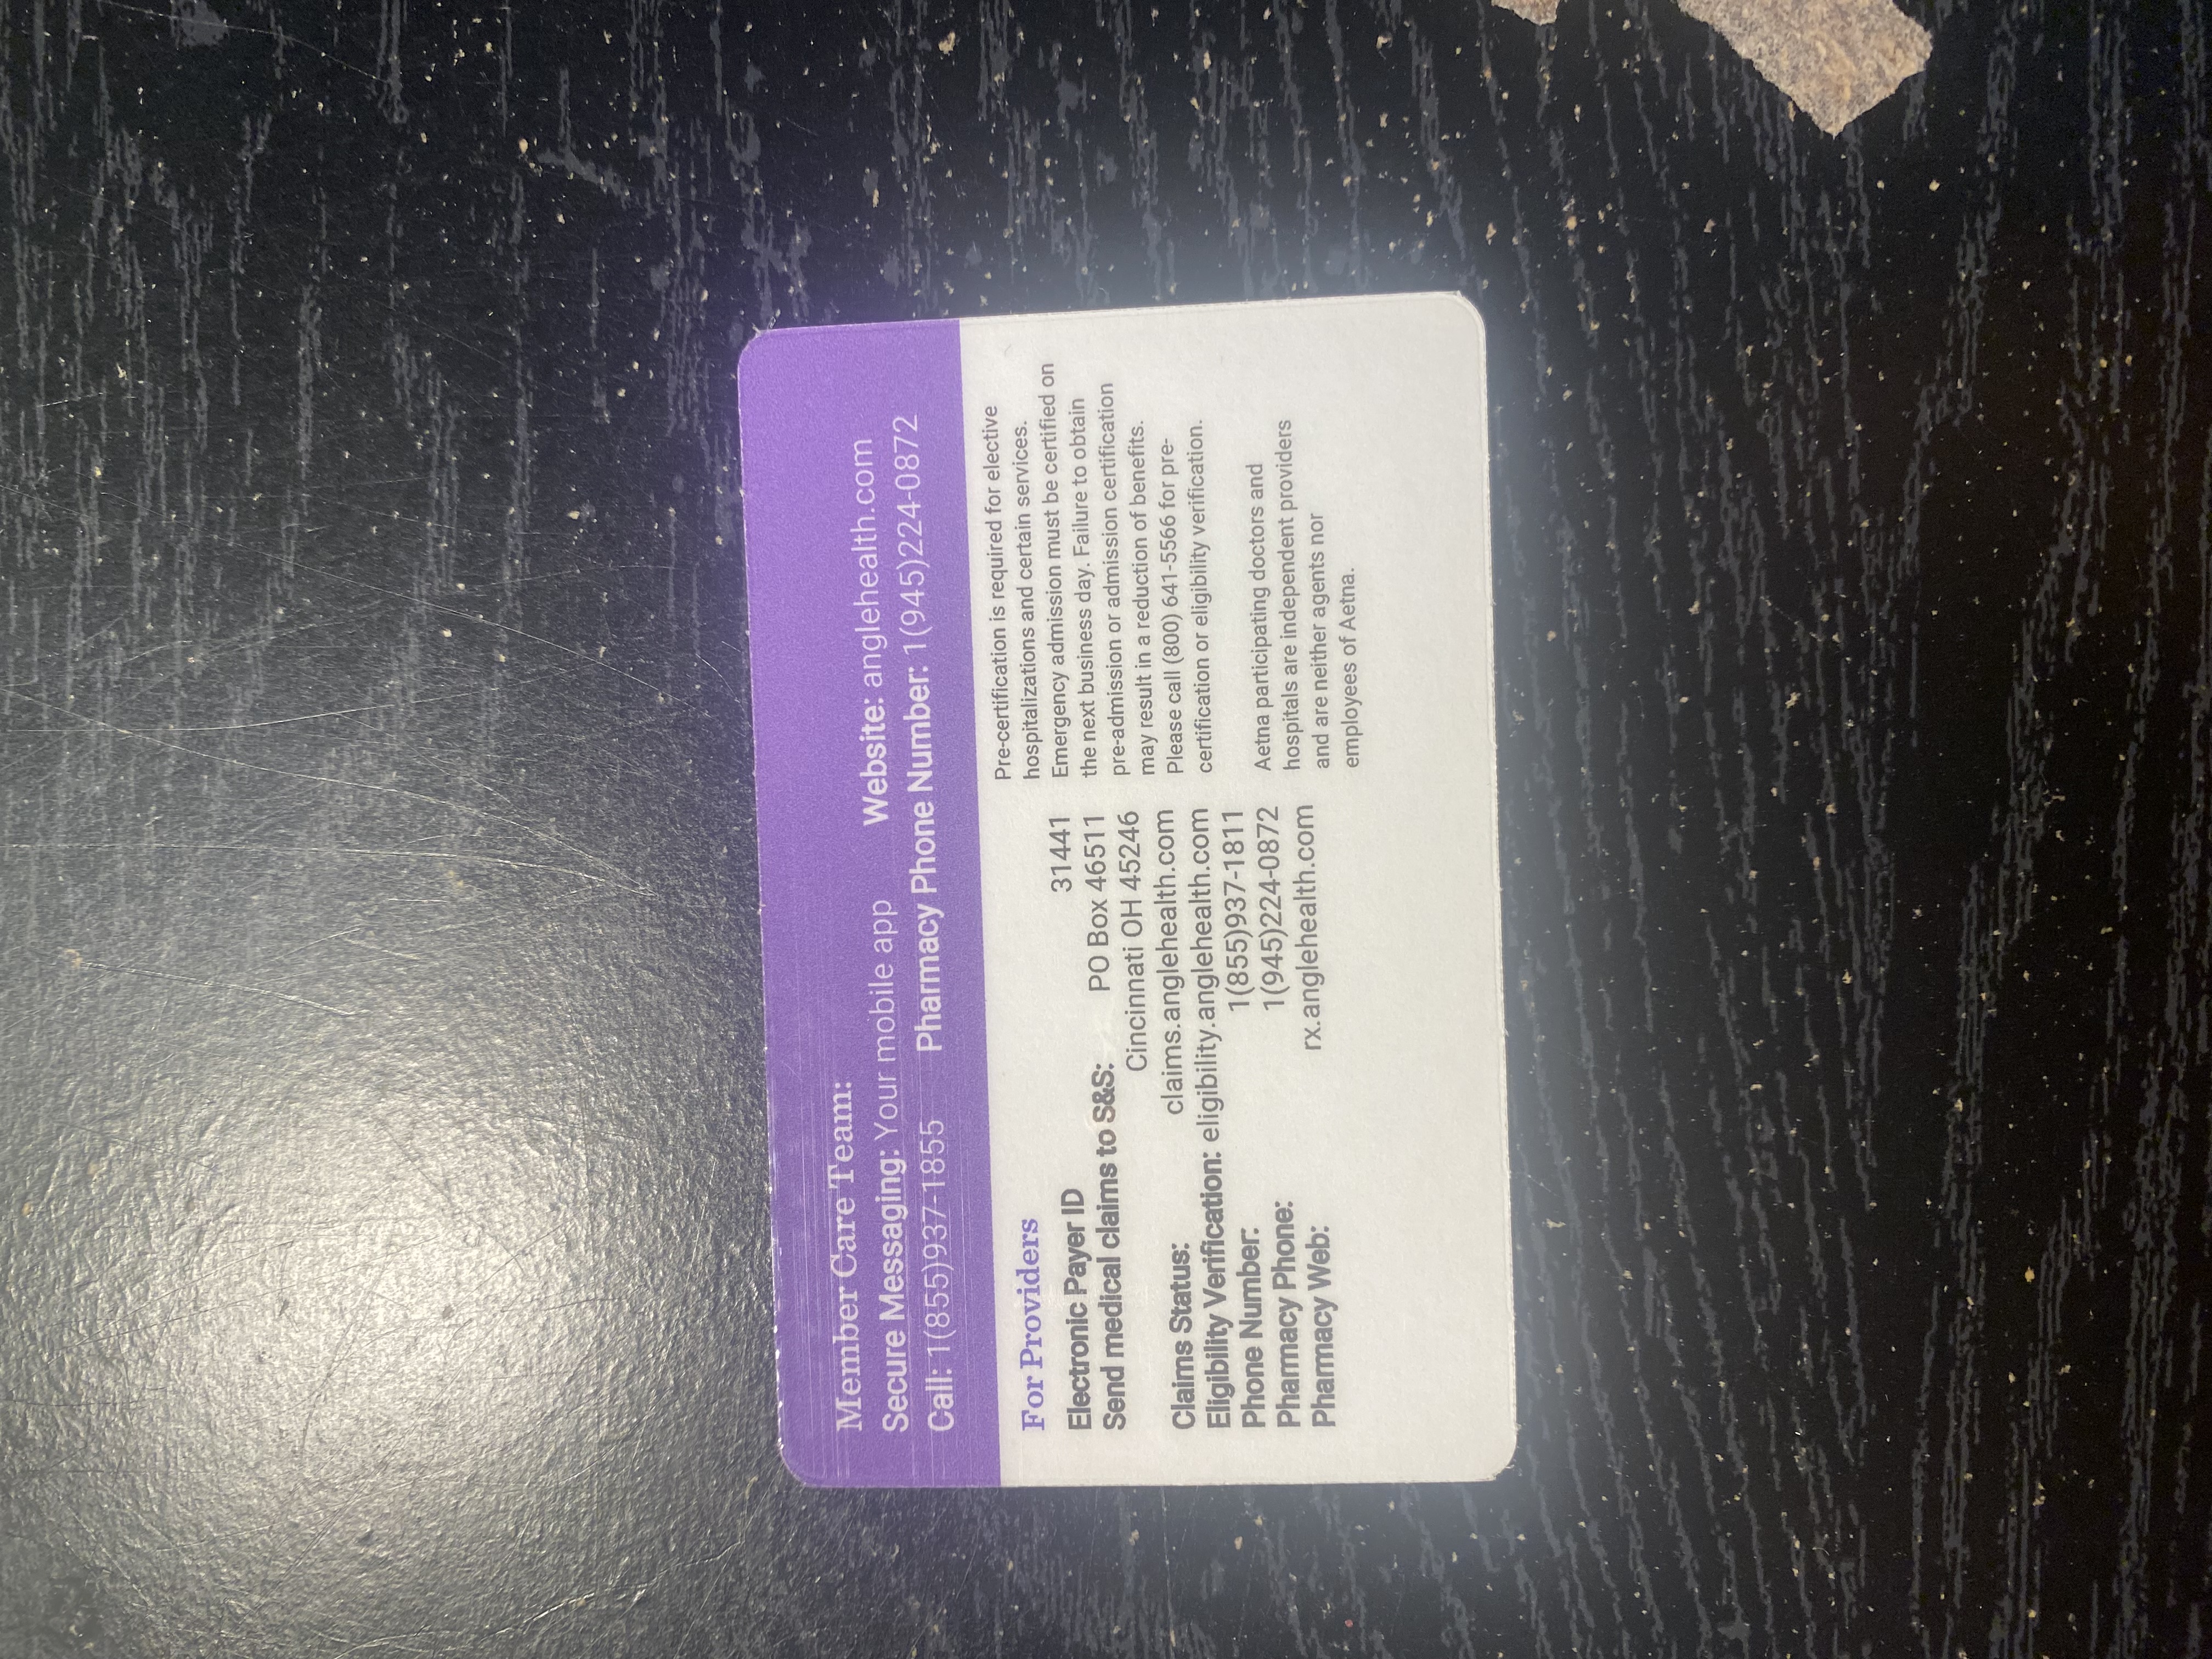 Member Care Team:
Secure Messaging: Your mobile app Website: anglehealth.com
Call: 1(855)937-1855 Pharmacy Phone Number: 1(945)224-0872
For Providers
Electronic Payer ID 31441
Send medical claims to S&S: PO Box 46511
Cincinnati OH 45246
Claims Status: claims.anglehealth.com
Eligibility Verification: eligibility.anglehealth.com
Phone Number: 1(855)937-1811
Pharmacy Phone: 1(945)224-0872
Pharmacy Web: rx.anglehealth.com
Pre-certification is required for elective
hospitalizations and certain services.
Emergency admission must be certified on
the next business day. Failure to obtain
pre-admission or admission certification
may result in a reduction of benefits.
Please call (800) 641-5566 for pre-
certification or eligibility verification.
Aetna participating doctors and
hospitals are independent providers
and are neither agents nor
employees of Aetna.